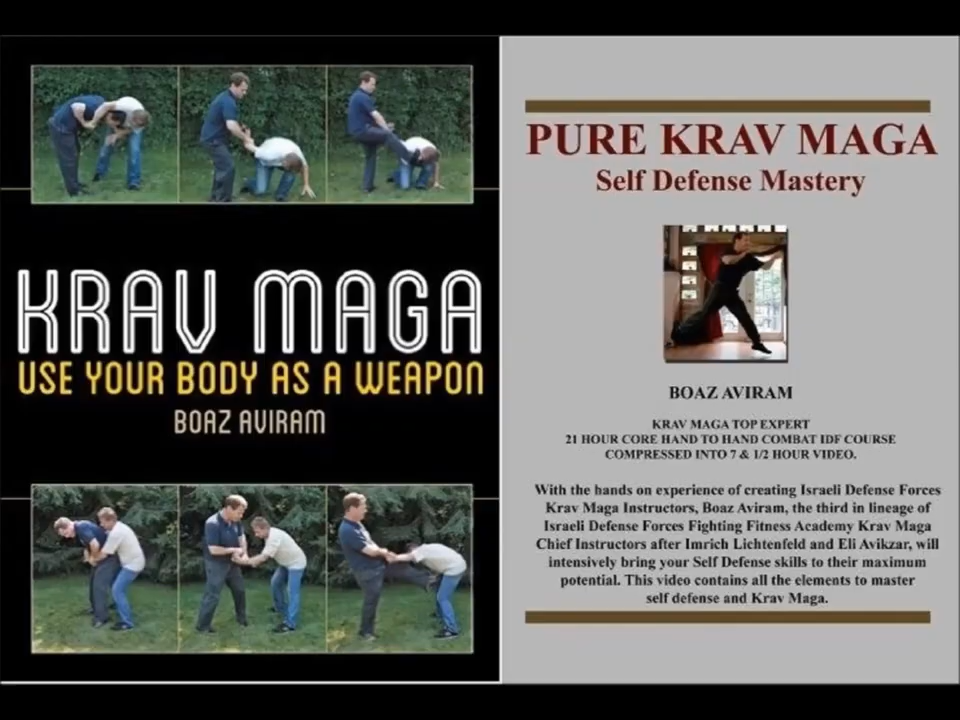 KRAV MAGA
USE YOUR BODY AS A WEAPON
BOAZ AVIRAM
PURE KRAV MAGA
Self Defense Mastery
BOAZ AVIRAM
KRAV MAGA TOP EXPERT
21 HOUR CORE HAND TO HAND COMBAT IDF COURSE
COMPRESSED INTO 7 & 1/2 HOUR VIDEO.
With the hands on experience of creating Israeli Defense Forces
Krav Maga Instructors, Boaz Aviram, the third in lineage of
Israeli Defense Forces Fighting Fitness Academy Krav Maga
Chief Instructors after Imrich Lichtenfeld and Eli Avikzar, will
intensively bring your Self Defense skills to their maximum
potential. This video contains all the elements to master
self defense and Krav Maga.